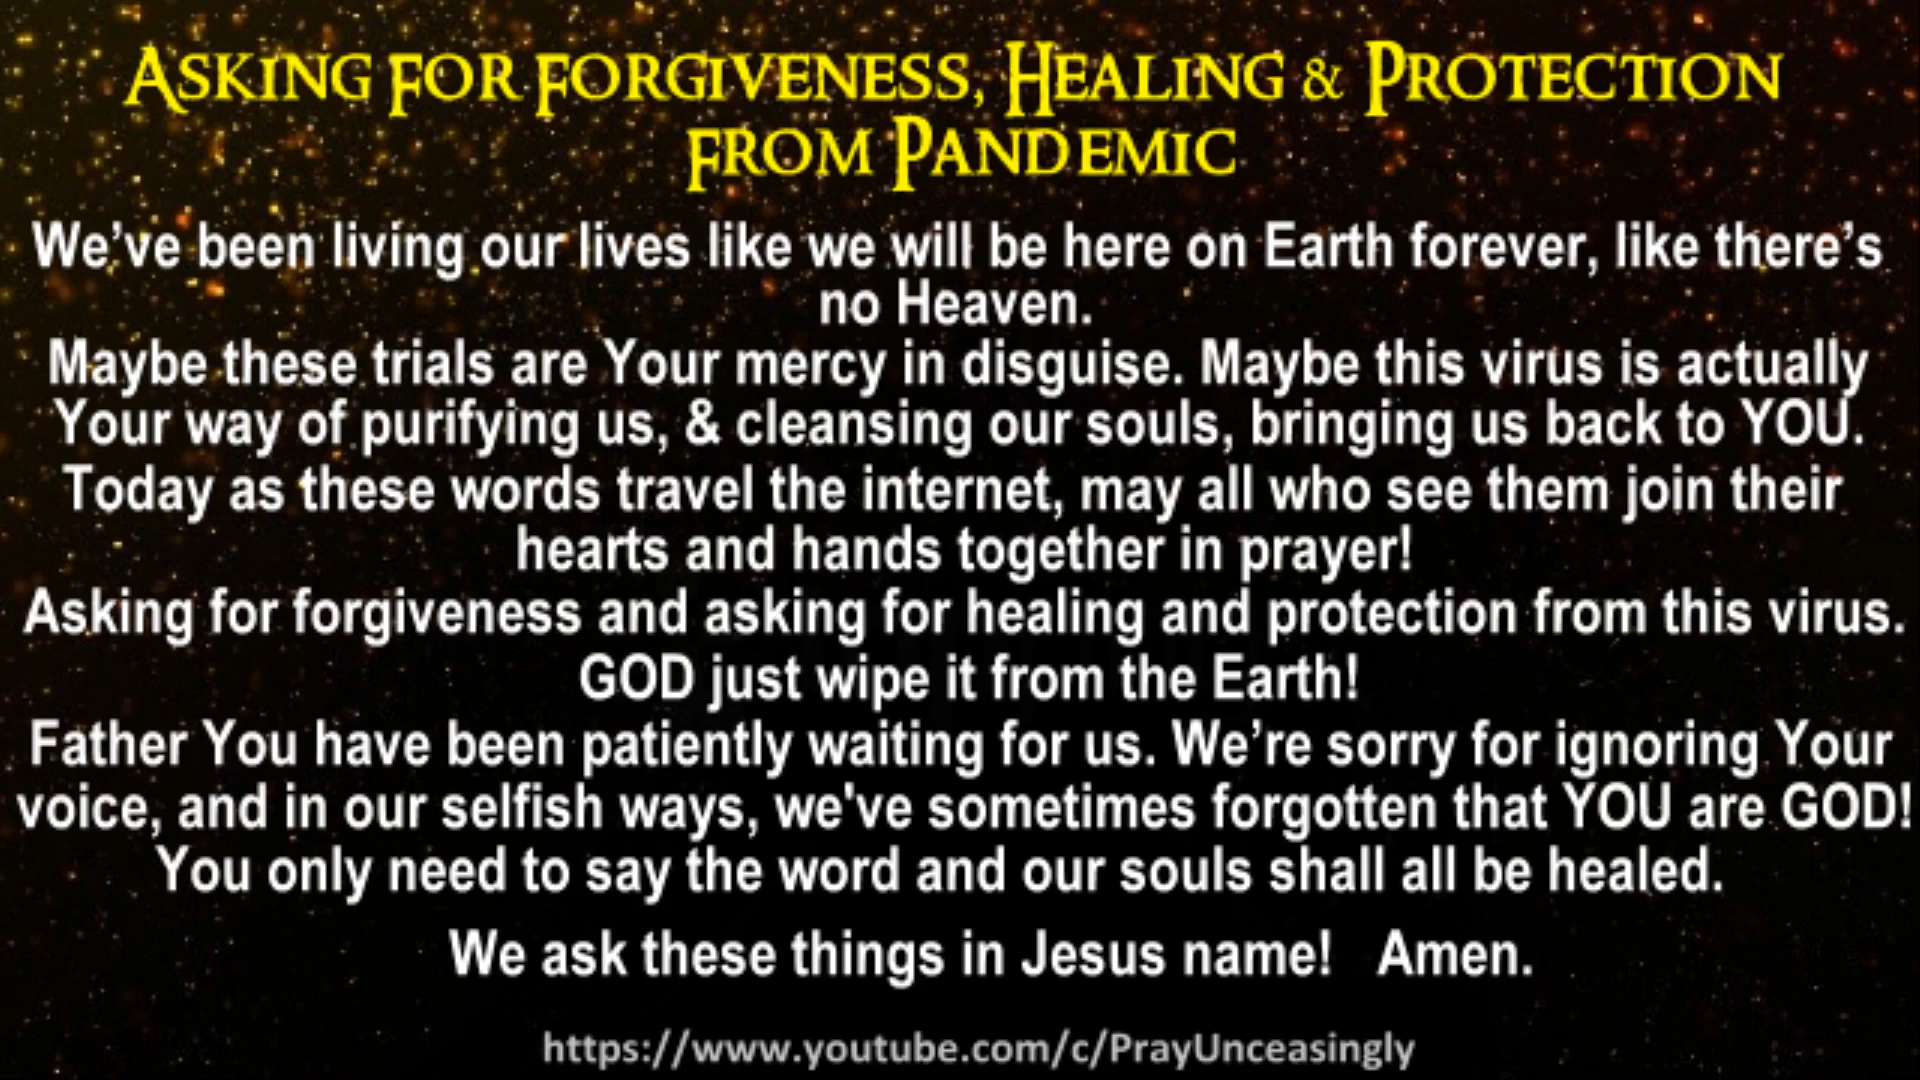 Asking for Forgiveness, Healing & Protection
from Pandemic
We’ve been living our lives like we will be here on Earth forever, like there’s
no Heaven.
Maybe these trials are Your mercy in disguise. Maybe this virus is actually
Your way of purifying us, & cleansing our souls, bringing us back to YOU.
Today as these words travel the internet, may all who see them join their
hearts and hands together in prayer!
Asking for forgiveness and asking for healing and protection from this virus.
GOD just wipe it from the Earth!
Father You have been patiently waiting for us. We’re sorry for ignoring Your
voice, and in our selfish ways, we've sometimes forgotten that YOU are GOD!
You only need to say the word and our souls shall all be healed.
We ask these things in Jesus name! Amen.
https://www.youtube.com/c/PrayUnceasingly